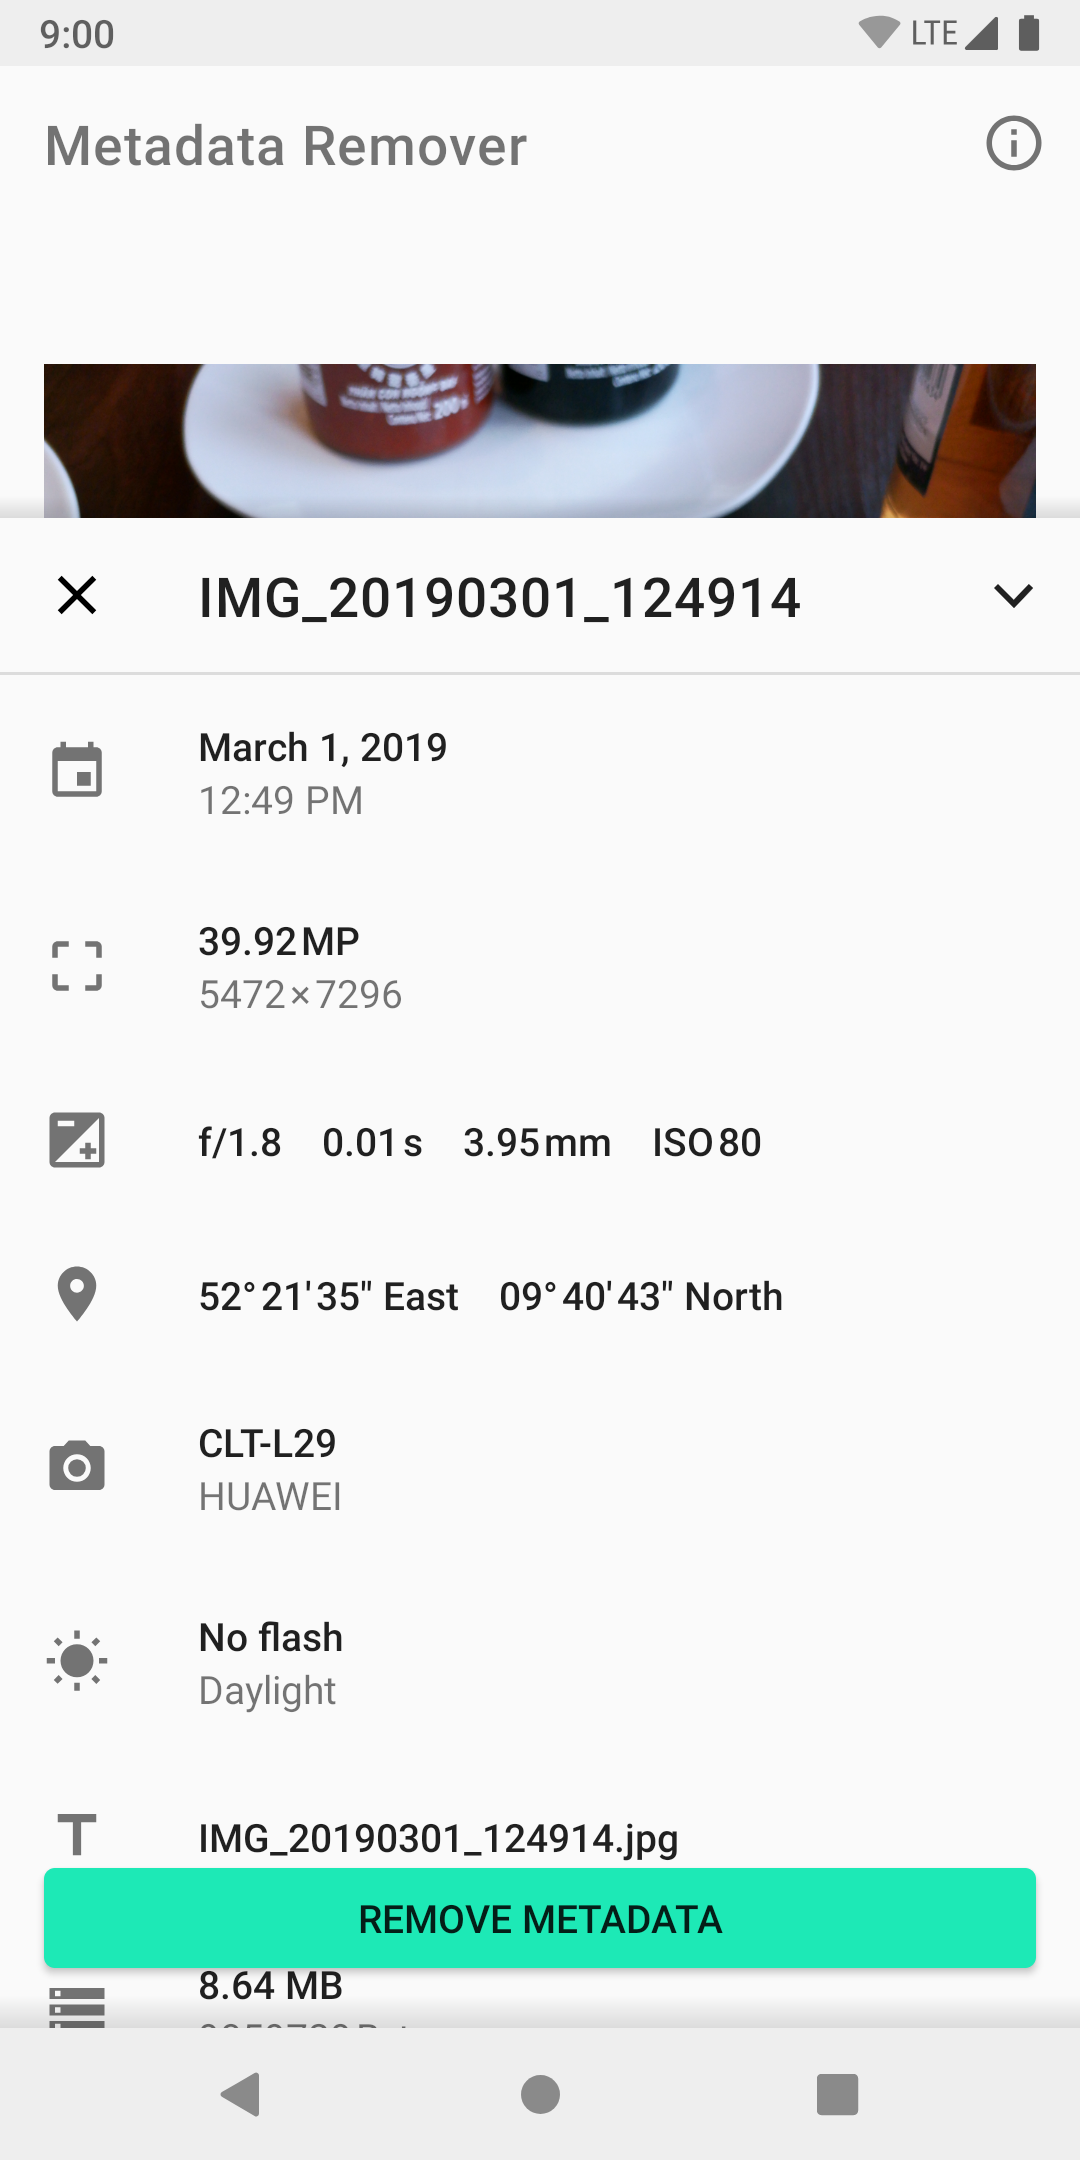 9:00 LTE
Metadata Remover
200
IMG_20190301_124914
March 1, 2019
12:49 PM
39.92 MP
5472×7296
f/1.8 0.01 s 3.95 mm ISO 80
52° 21' 35" East 09° 40' 43" North
CLT-L29
HUAWEI
No flash
Daylight
IMG_20190301_124914.jpg
REMOVE METADATA
8.64 MB